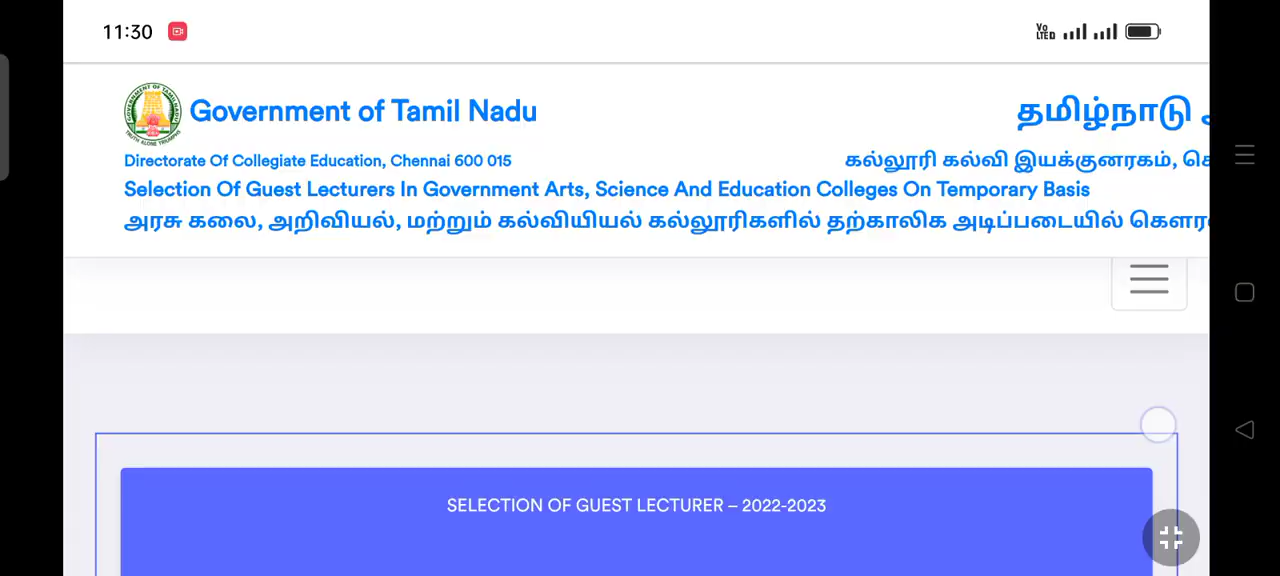 11:30
Vo LTED
Government of Tamil Nadu
தமிழ்நாடு
Directorate Of Collegiate Education, Chennai 600 015
கல்லூரி கல்வி இயக்குனரகம், செ
Selection Of Guest Lecturers In Government Arts, Science And Education Colleges On Temporary Basis
அரசு கலை, அறிவியல், மற்றும் கல்வியியல் கல்லூரிகளில் தற்காலிக அடிப்படையில் கௌர
SELECTION OF GUEST LECTURER – 2022-2023